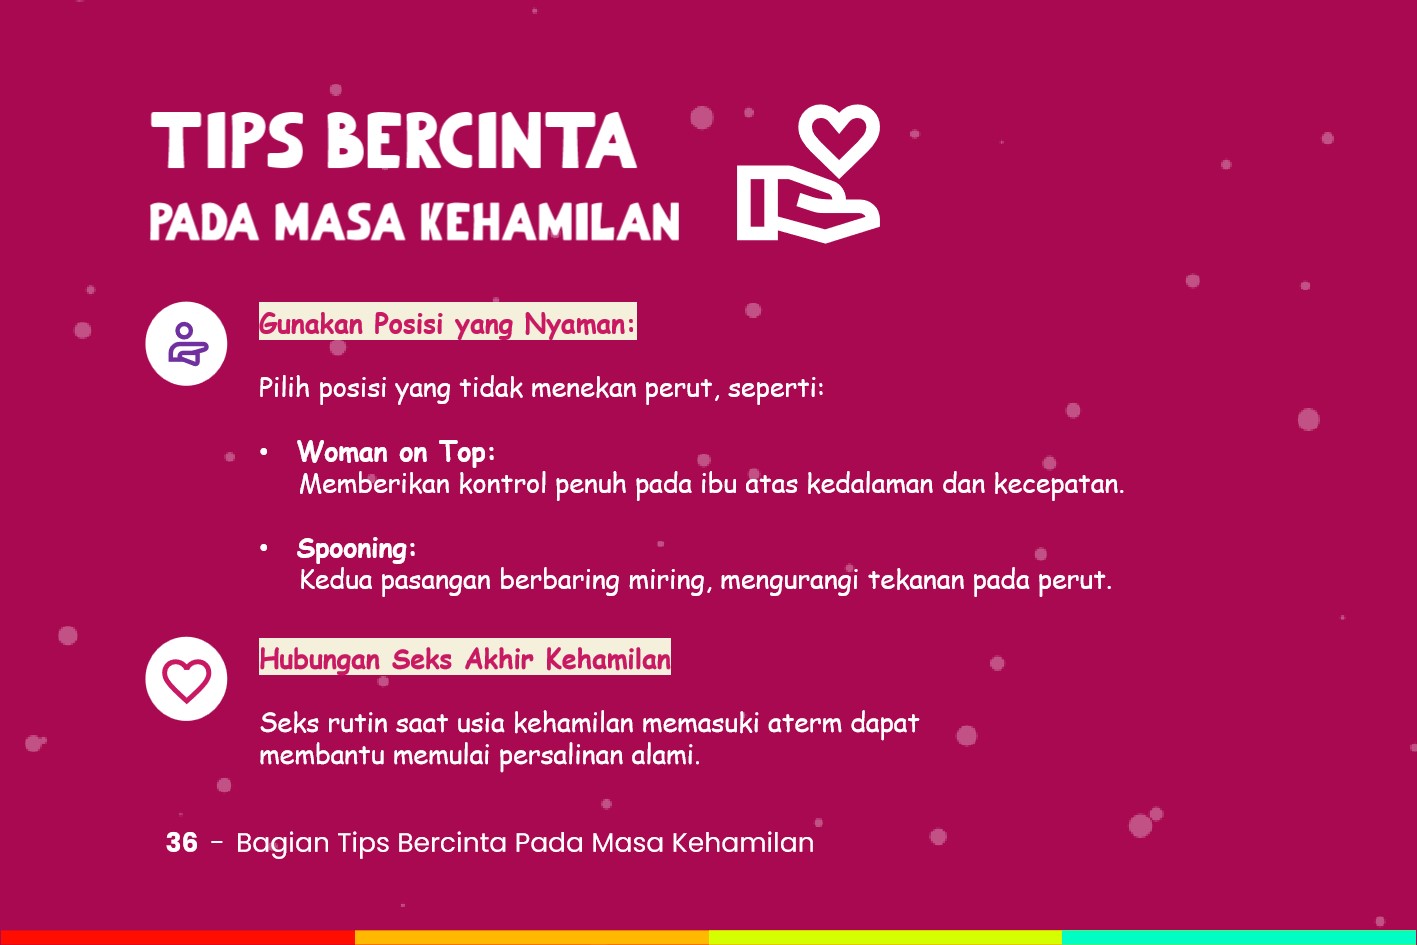 TIPS BERCINTA
PADA MASA KEHAMILAN
Gunakan Posisi yang Nyaman:
Pilih posisi yang tidak menekan perut, seperti:
• Woman on Top:
Memberikan kontrol penuh pada ibu atas kedalaman dan kecepatan.
• Spooning:
Kedua pasangan berbaring miring, mengurangi tekanan pada perut.
Hubungan Seks Akhir Kehamilan
Seks rutin saat usia kehamilan memasuki aterm dapat
membantu memulai persalinan alami.
36 - Bagian Tips Bercinta Pada Masa Kehamilan